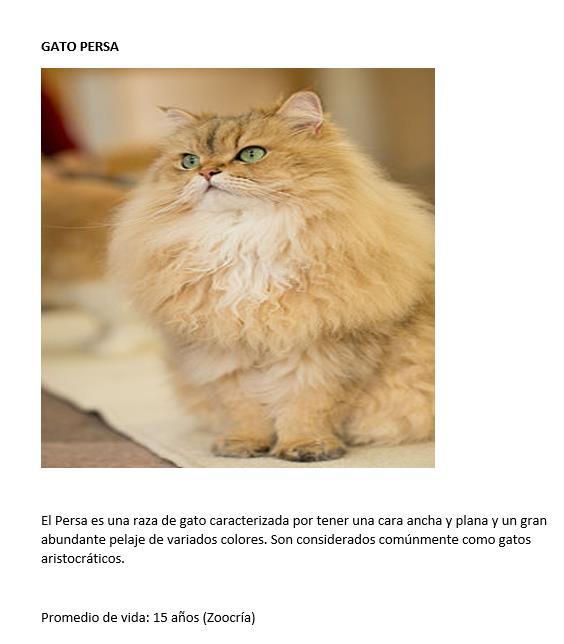 GATO PERSA
El Persa es una raza de gato caracterizada por tener una cara ancha y plana y un gran
abundante pelaje de variados colores. Son considerados comúnmente como gatos
aristocráticos.
Promedio de vida: 15 años (Zoocría)